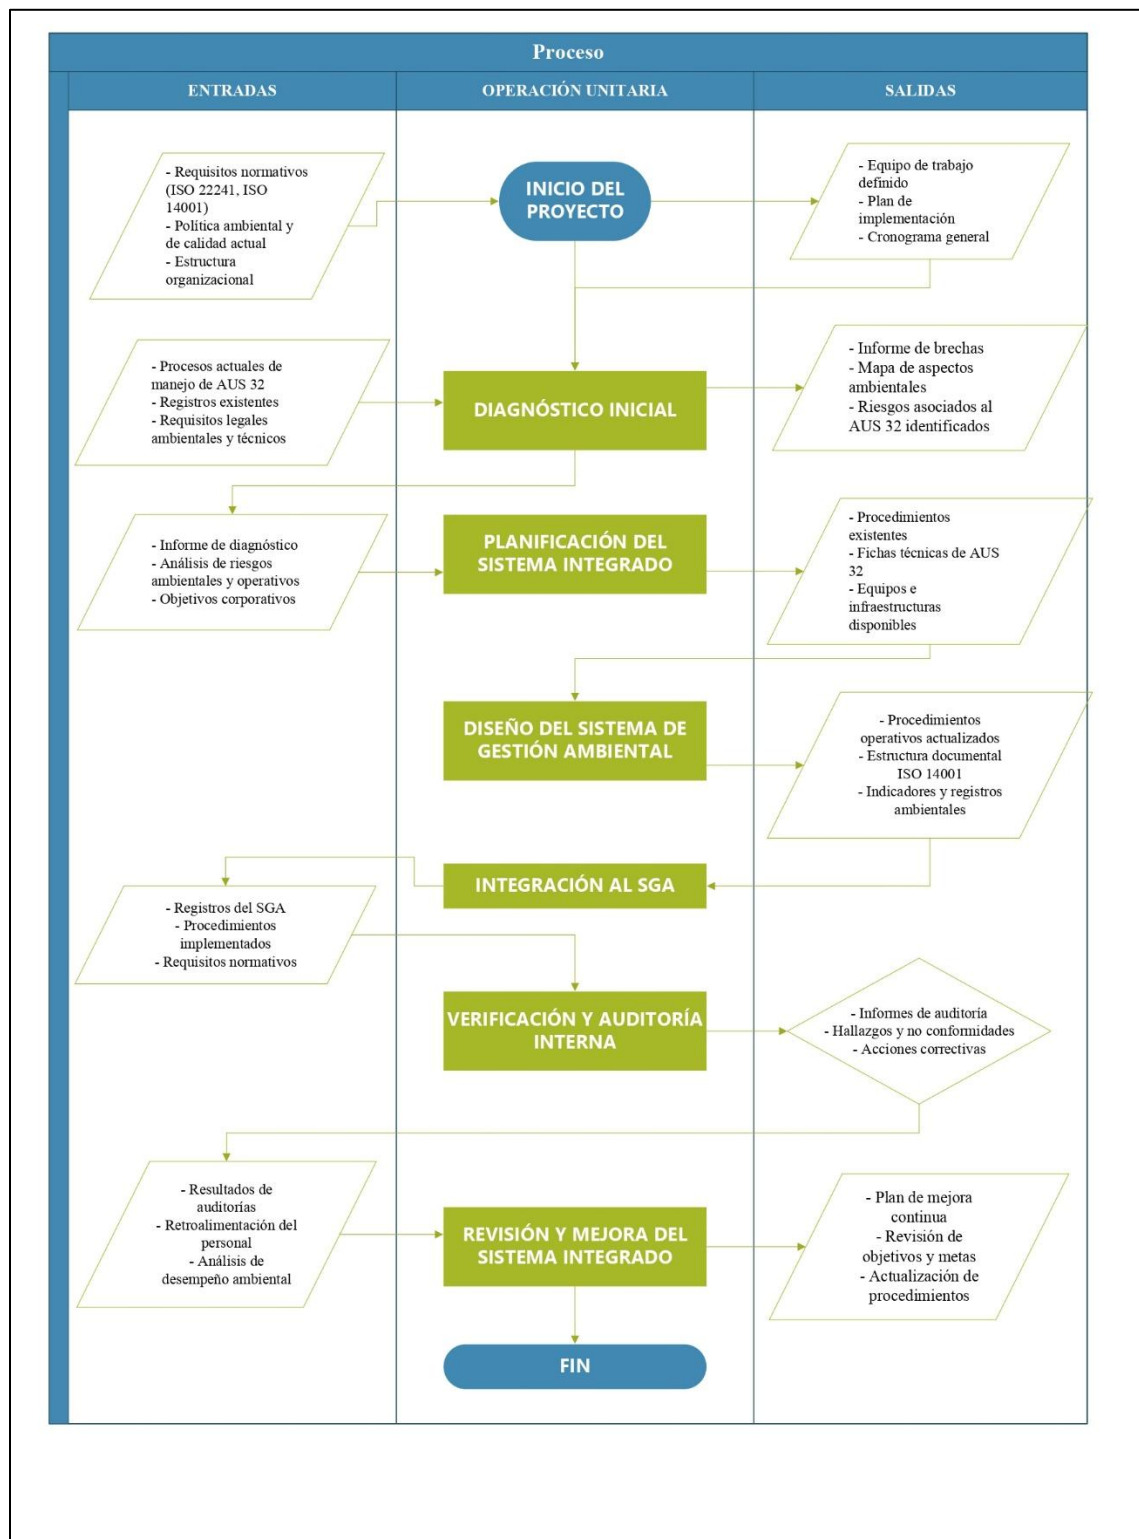 Proceso
ENTRADAS
OPERACIÓN UNITARIA
SALIDAS
- Requisitos normativos
(ISO 22241, ISO
14001)
- Política ambiental y
de calidad actual
- Estructura
organizacional
INICIO DEL
PROYECTO
- Equipo de trabajo
definido
- Plan de
implementación
- Cronograma general
- Procesos actuales de
manejo de AUS 32
- Registros existentes
- Requisitos legales
ambientales y técnicos
DIAGNÓSTICO INICIAL
- Informe de brechas
- Mapa de aspectos
ambientales
- Riesgos asociados al
AUS 32 identificados
- Informe de diagnóstico
- Análisis de riesgos
ambientales y operativos
- Objetivos corporativos
PLANIFICACIÓN DEL
SISTEMA INTEGRADO
- Procedimientos
existentes
- Fichas técnicas de AUS
32
- Equipos e
infraestructuras
disponibles
DISEÑO DEL SISTEMA DE
GESTIÓN AMBIENTAL
- Procedimientos
operativos actualizados
- Estructura documental
ISO 14001
- Indicadores y registros
ambientales
INTEGRACIÓN AL SGA
- Registros del SGA
- Procedimientos
implementados
- Requisitos normativos
VERIFICACIÓN Y AUDITORÍA
INTERNA
- Informes de auditoría
- Hallazgos y no conformidades
- Acciones correctivas
- Resultados de
auditorías
- Retroalimentación del
personal
- Análisis de
desempeño ambiental
REVISIÓN Y MEJORA DEL
SISTEMA INTEGRADO
- Plan de mejora
continua
- Revisión de
objetivos y metas
- Actualización de
procedimientos
FIN